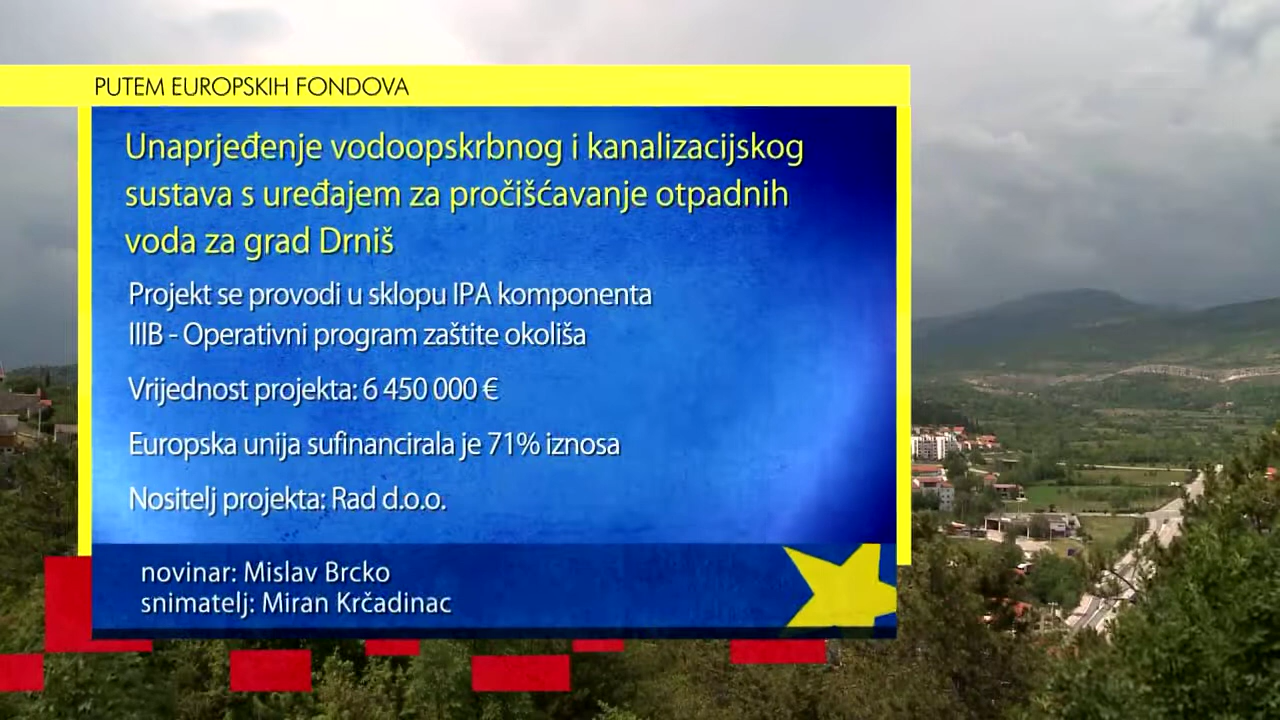 PUTEM EUROPSKIH FONDOVA
Unaprjeđenje vodoopskrbnog i kanalizacijskog
sustava s uređajem za pročišćavanje otpadnih
voda za grad Drniš
Projekt se provodi u sklopu IPA komponenta
IIIB - Operativni program zaštite okoliša
Vrijednost projekta: 6 450 000 €
Europska unija sufinancirala je 71% iznosa
Nositelj projekta: Rad d.o.o.
novinar: Mislav Brcko
snimatelj: Miran Krčadinac